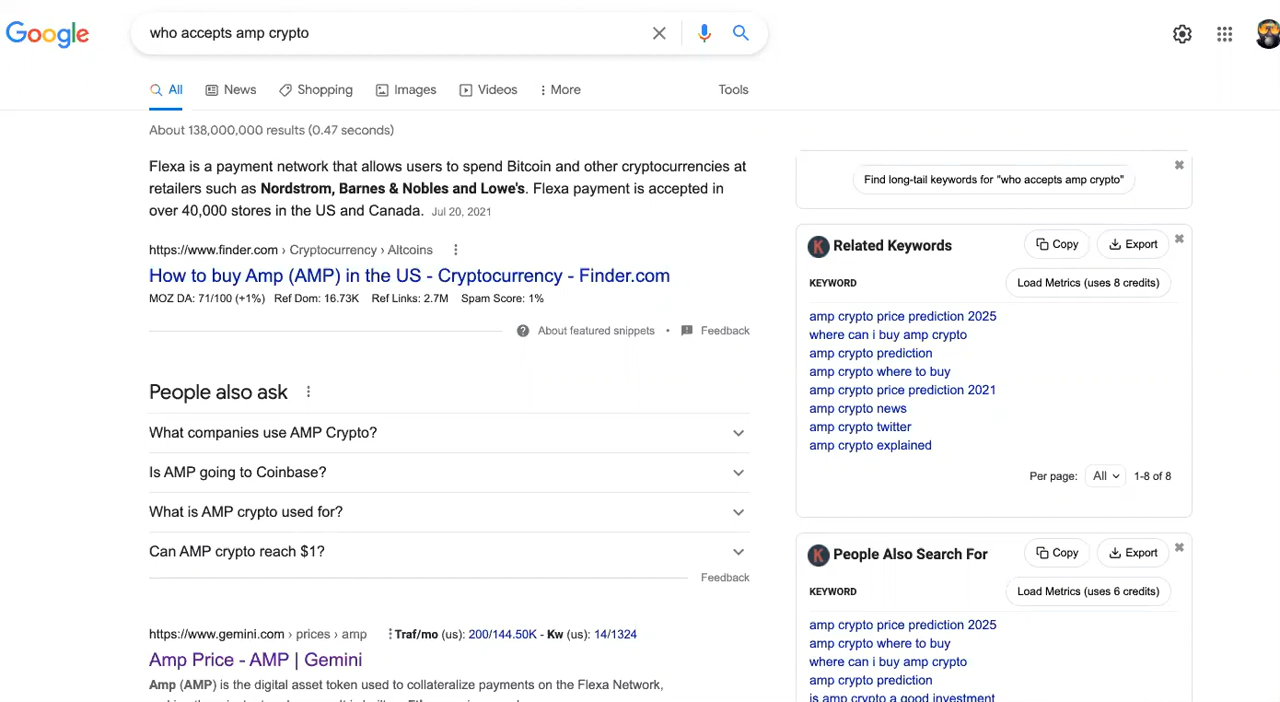 Google
who accepts amp crypto
All News Shopping Images Videos More Tools
About 138,000,000 results (0.47 seconds)
Flexa is a payment network that allows users to spend Bitcoin and other cryptocurrencies at
retailers such as Nordstrom, Barnes & Nobles and Lowe's. Flexa payment is accepted in
over 40,000 stores in the US and Canada. Jul 20, 2021
https://www.finder.com › Cryptocurrency › Altcoins
How to buy Amp (AMP) in the US - Cryptocurrency - Finder.com
MOZ DA: 71/100 (+1%) Ref Dom: 16.73K Ref Links: 2.7M Spam Score: 1%
About featured snippets • Feedback
People also ask
What companies use AMP Crypto?
Is AMP going to Coinbase?
What is AMP crypto used for?
Can AMP crypto reach $1?
Feedback
https://www.gemini.com › prices › amp
Traf/mo (us): 200/144.50K - Kw (us): 14/1324
Amp Price - AMP | Gemini
Amp (AMP) is the digital asset token used to collateralize payments on the Flexa Network,
Find long-tail keywords for "who accepts amp crypto"
K Related Keywords Copy Export
KEYWORD Load Metrics (uses 8 credits)
amp crypto price prediction 2025
where can i buy amp crypto
amp crypto prediction
amp crypto where to buy
amp crypto price prediction 2021
amp crypto news
amp crypto twitter
amp crypto explained
Per page: All 1-8 of 8
K People Also Search For Copy Export
KEYWORD Load Metrics (uses 6 credits)
amp crypto price prediction 2025
amp crypto where to buy
where can i buy amp crypto
amp crypto prediction
is amp crypto a good investment